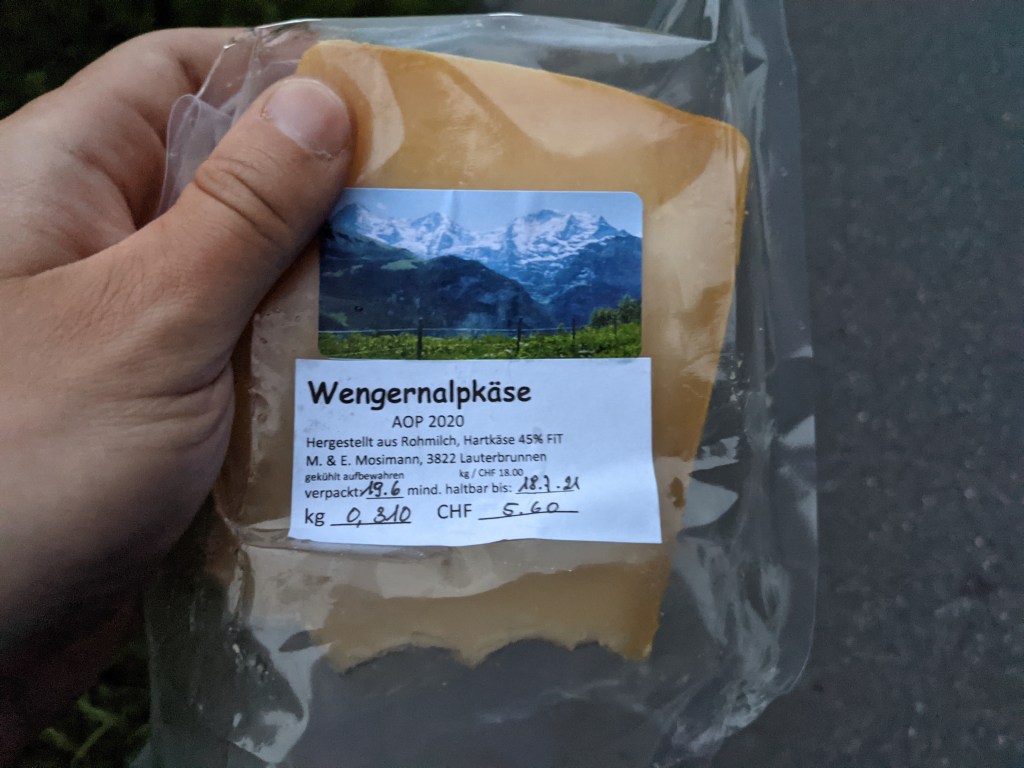 Wengernalpkäse
AOP 2020
Hergestellt aus Rohmilch, Hartkäse 45% FiT
M. & E. Mosimann, 3822 Lauterbrunnen
gekühlt aufbewahren kg / CHF 18.00
verpackt: 19.6 mind. haltbar bis: 18.7.21
kg 0,310 CHF 5.60